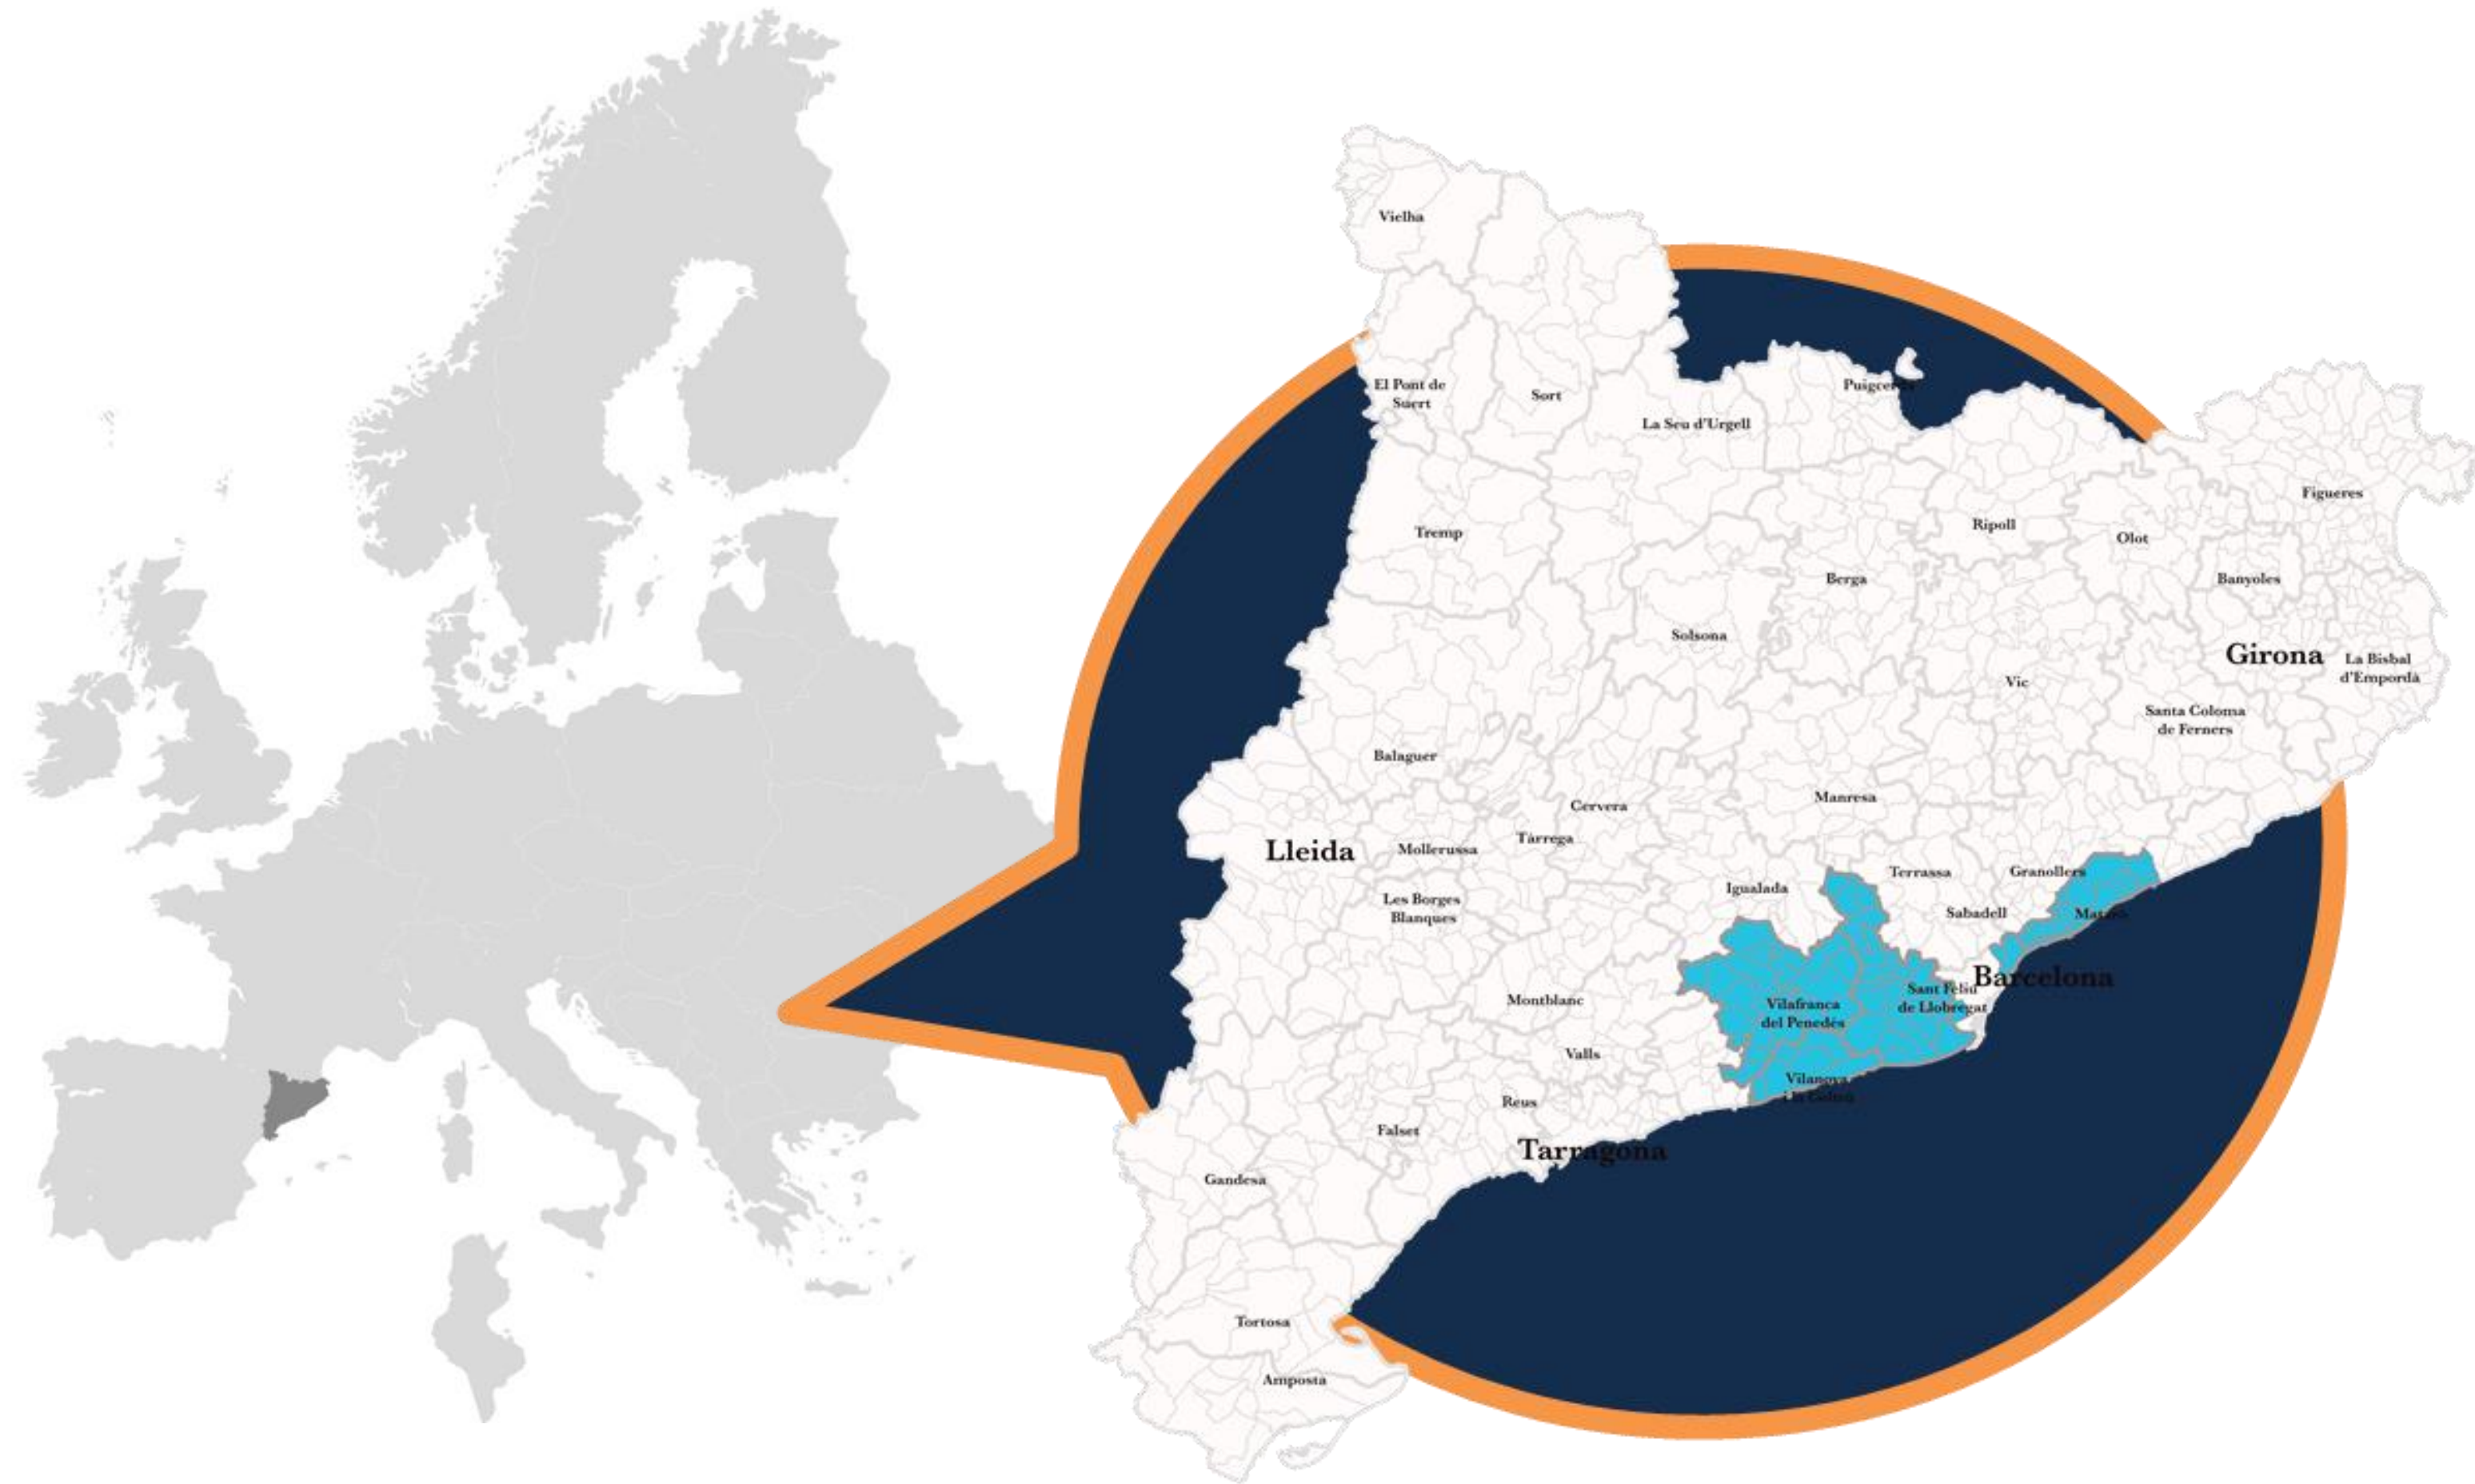 Vielha
El Pont de
Suert
Sort
La Seu d'Urgell
Figueres
Tremp
Ripoll
Olot
Berga
Banyoles
Solsona
Girona
La Bisbal
d'Empordà
Vic
Santa Coloma
de Ferners
Balaguer
Manresa
Cervera
Tàrrega
Lleida
Mollerussa
Igualada
Terrassa
Granollers
Les Borges
Blanques
Sabadell
Barcelona
Sant Feliu
de Llobregat
Montblanc
Vilafranca
del Penedès
Valls
Vilanova
Reus
Falset
Tarragona
Gandesa
Tortosa
Amposta